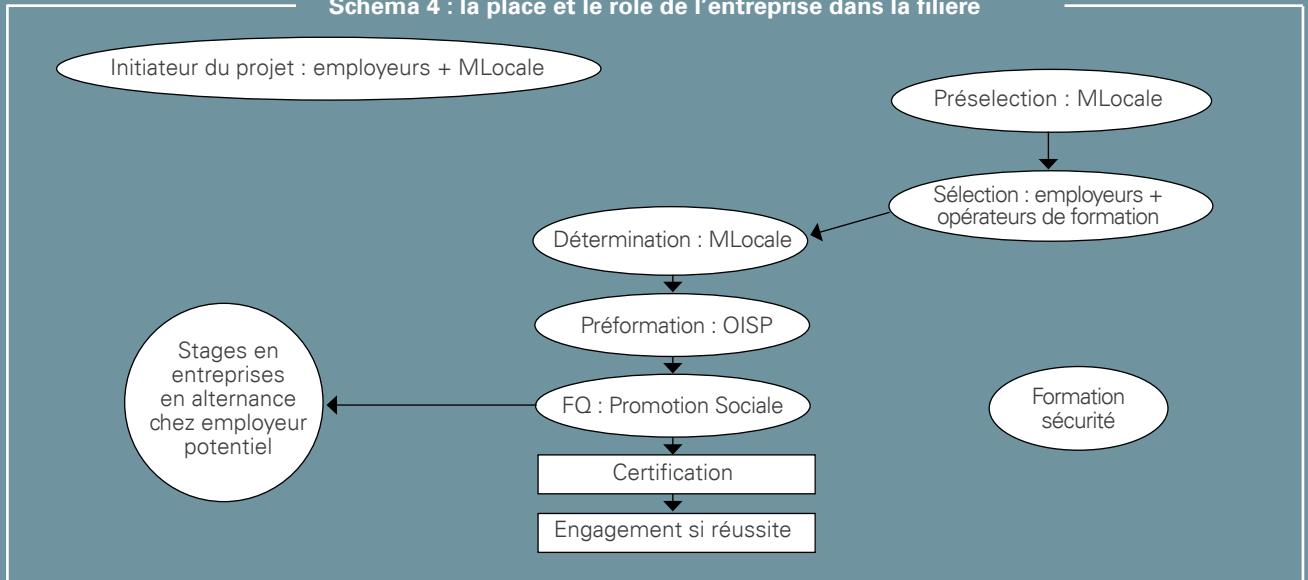 Schéma 4 : la place et le rôle de l'entreprise dans la filière
Initiateur du projet : employeurs + MLocale
Préselection : MLocale
Sélection : employeurs +
opérateurs de formation
Détermination : MLocale
Préformation : OISP
Stages en
entreprises
en alternance
chez employeur
potentiel
FQ : Promotion Sociale
Formation
sécurité
Certification
Engagement si réussite